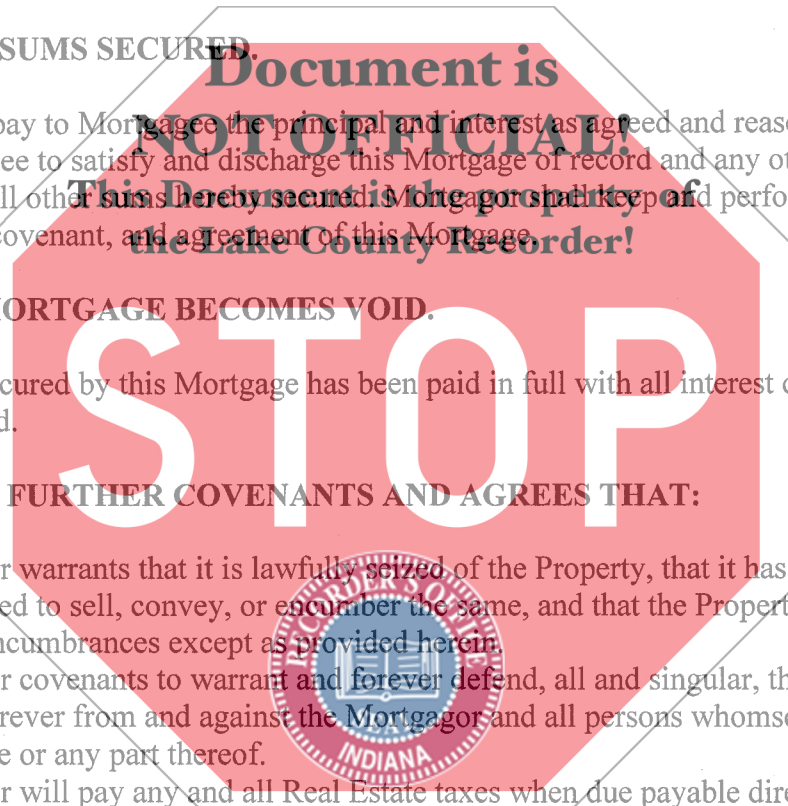 SUMS SECURED.
Document is
pay to Mortgagee the principal and interest as agreed and reaso
NOT OFFICIAL!
ee to satisfy and discharge this Mortgage of record and any ot
This Document is the property of
ll other sums hereby secured. Mortgagor shall keep and perfo
the Lake County Recorder!
covenant, and agreement of this Mortgage.
MORTGAGE BECOMES VOID.
STOP
cured by this Mortgage has been paid in full with all interest
d.
FURTHER COVENANTS AND AGREES THAT:
r warrants that it is lawfully seized of the Property, that it has
ed to sell, convey, or encumber the same, and that the Propert
ncumbrances except as provided herein.
r covenants to warrant and forever defend, all and singular, th
rever from and against the Mortgagor and all persons whomso
e or any part thereof.
r will pay any and all Real Estate taxes when due payable dire
RECORDER'S OFFICE
SEAL
INDIANA